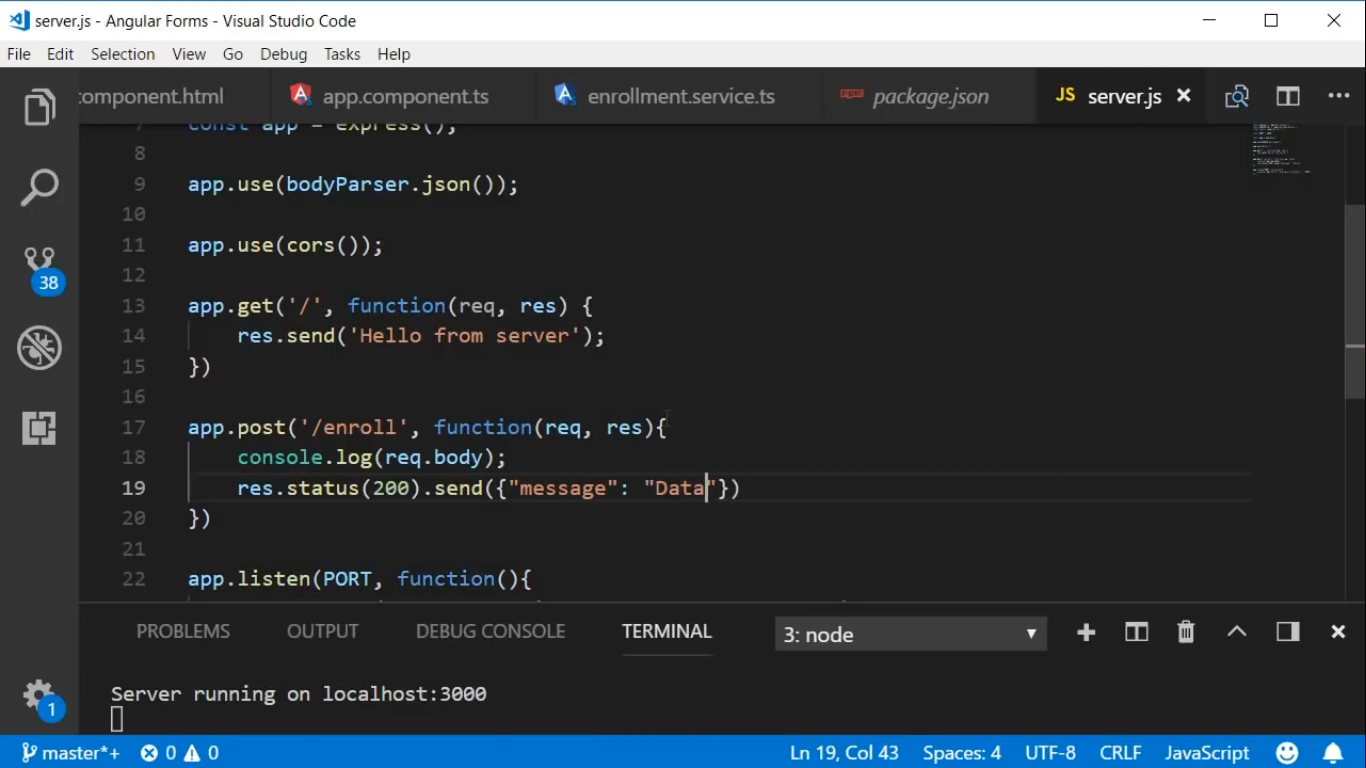 server.js - Angular Forms - Visual Studio Code
File Edit Selection View Go Debug Tasks Help
component.html app.component.ts enrollment.service.ts package.json JS server.js
7 const app = express();
8
9 app.use(bodyParser.json());
10
11 app.use(cors());
12
13 app.get('/', function(req, res) {
14 res.send('Hello from server');
15 })
16
17 app.post('/enroll', function(req, res){
18 console.log(req.body);
19 res.status(200).send({"message": "Data"})
20 })
21
22 app.listen(PORT, function(){
38
PROBLEMS OUTPUT DEBUG CONSOLE TERMINAL 3: node
Server running on localhost:3000
1
master*+ 0 0 Ln 19, Col 43 Spaces: 4 UTF-8 CRLF JavaScript